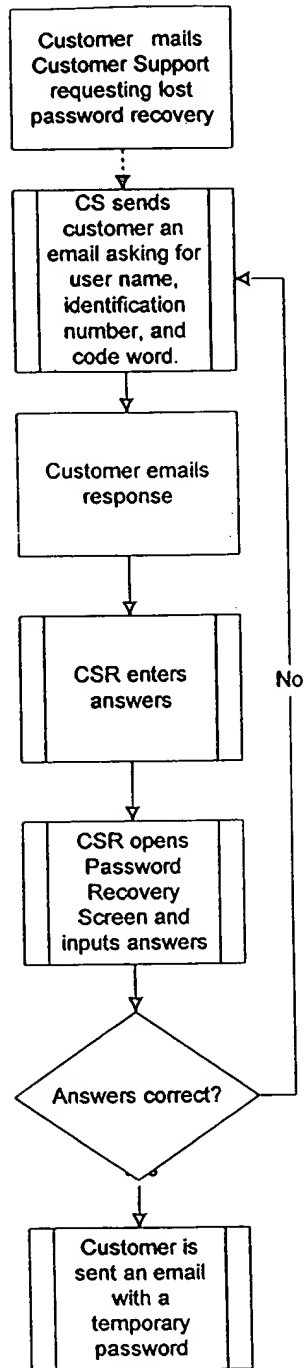 Customer mails
Customer Support
requesting lost
password recovery
CS sends
customer an
email asking for
user name,
identification
number, and
code word.
Customer emails
response
CSR enters
answers
No
CSR opens
Password
Recovery
Screen and
inputs answers
Answers correct?
Customer is
sent an email
with a
temporary
password